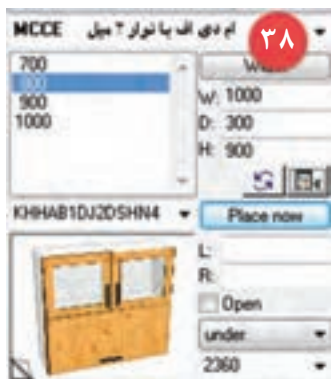 MCCE ام دی اف با نوار ۲ میل
۳۸
700
800
900
1000
W: 1000
D: 300
H: 900
KHHAB1DJ2DSHN4
Place now
L:
R:
Open
under
2360